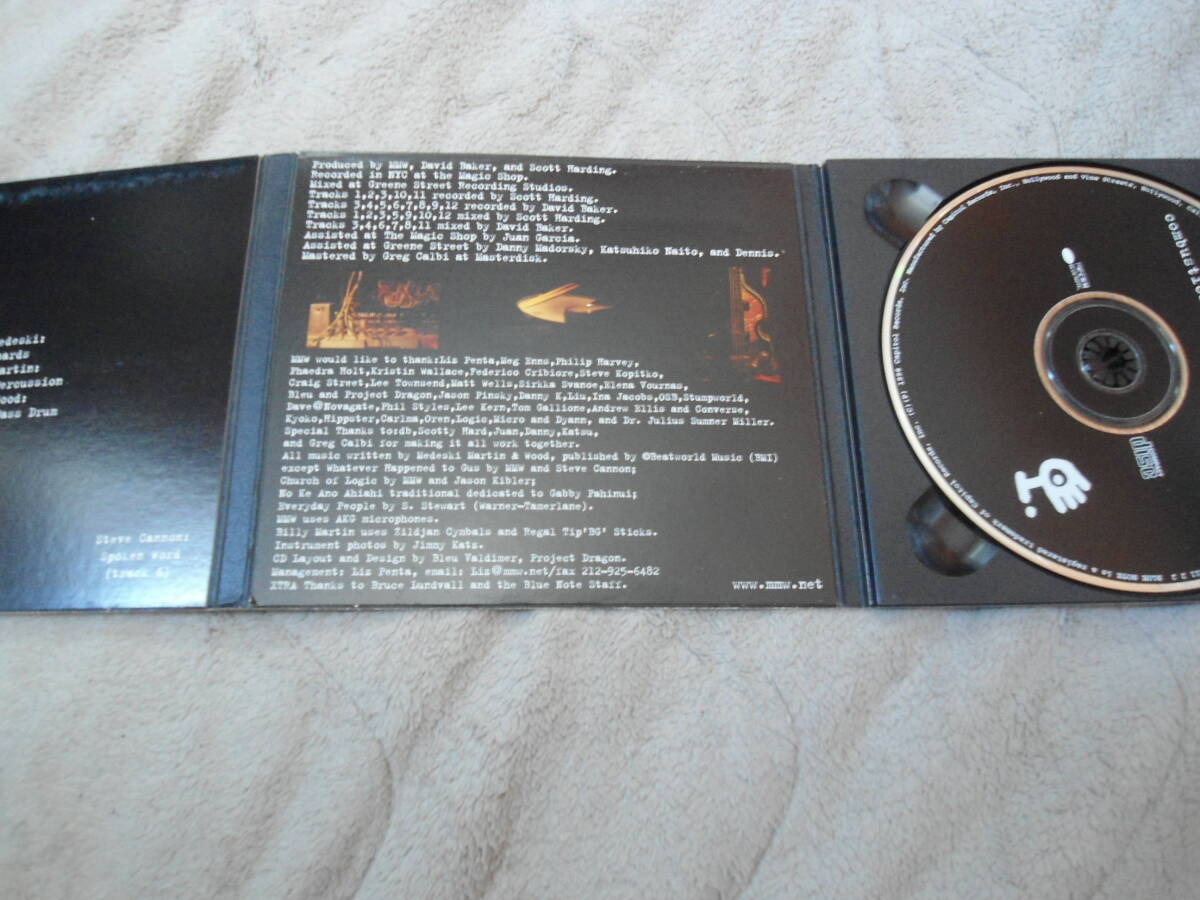 edeski:
oards
artin:
ercussion
ood:
Bass Drum
Steve Cannon:
Spoken Word
(track 6)
Produced by MMW, David Baker, and Scott Harding.
Recorded in NYC at the Magic Shop.
Mixed at Greene Street Recording Studios.
Tracks 1,2,3,10,11 recorded by Scott Harding.
Tracks 3,4,5,6,7,8,9,12 recorded by David Baker.
Tracks 1,2,3,5,9,10,12 mixed by Scott Harding.
Tracks 3,4,6,7,8,11 mixed by David Baker.
Assisted at The Magic Shop by Juan Garcia.
Assisted at Greene Street by Danny Madorsky, Katsuhiko Naito, and Dennis.
Mastered by Greg Calbi at Masterdisk.
MMW would like to thank:Liz Penta,Meg Enns,Philip Harvey,
Phaedra Holt,Kristin Wallace,Federico Cribiore,Steve Kopitko,
Craig Street,Lee Townsend,Matt Wells,Sirkka Svanoe,Elena Vournas,
Bleu and Project Dragon,Jason Pinsky,Danny K,Liu,Ina Jacobs,OSB,Stumpworld,
Dave@Novagate,Phil Styles,Lee Kern,Tom Gallione,Andrew Ellis and Converse,
Kyoko,Hippster,Carina,Oren,Logic,Micro and Dyann, and Dr. Julius Sumner Miller.
Special Thanks to:db,Scotty Hard,Juan,Danny,Katsu,
and Greg Calbi for making it all work together.
All music written by Medeski Martin & Wood, published by ©Beatworld Music (BMI)
except Whatever Happened to Gus by MMW and Steve Cannon;
Church of Logic by MMW and Jason Kibler;
No Ke Ano Ahiahi traditional dedicated to Gabby Pahinui;
Everyday People by S. Stewart (Warner-Tamerlane).
MMW uses AKG microphones.
Billy Martin uses Zildjan Cymbals and Regal Tip'BG' Sticks.
Instrument photos by Jimmy Katz.
CD Layout and Design by Bleu Valdimer, Project Dragon.
Management: Liz Penta, email: Liz@mmw.net/fax 212-925-6482
XTRA Thanks to Bruce Lundvall and the Blue Note Staff.
www.mmw.net
combustio
disc